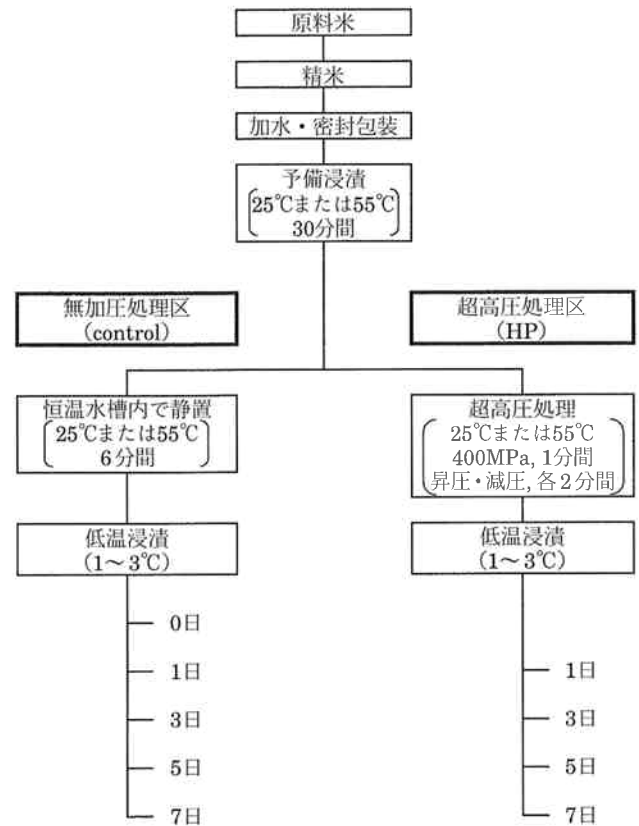 原料米
精米
加水・密封包装
予備浸漬
25℃または55℃
30分間
無加圧処理区
(control)
超高圧処理区
(HP)
恒温水槽内で静置
25℃または55℃
6分間
超高圧処理
25℃または55℃
400MPa, 1分間
昇圧・減圧, 各2分間
低温浸漬
(1〜3℃)
低温浸漬
(1〜3℃)
0日
1日
3日
5日
7日
1日
3日
5日
7日